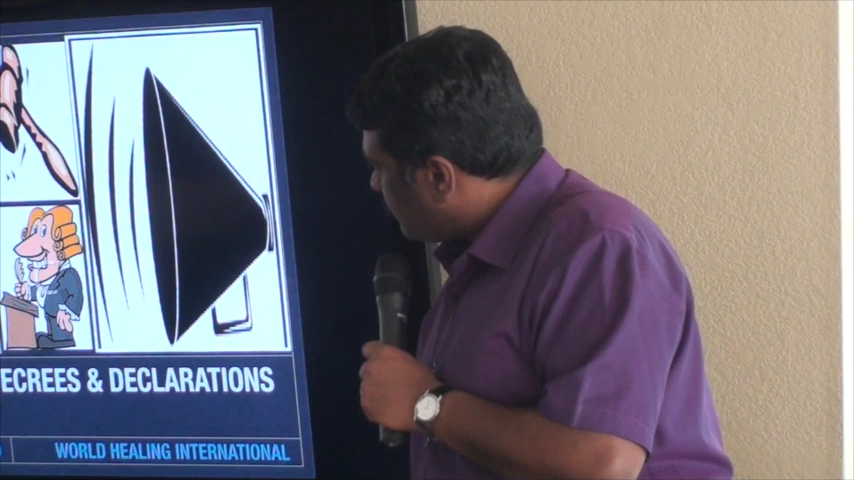 ECREES & DECLARATIONS
WORLD HEALING INTERNATIONAL